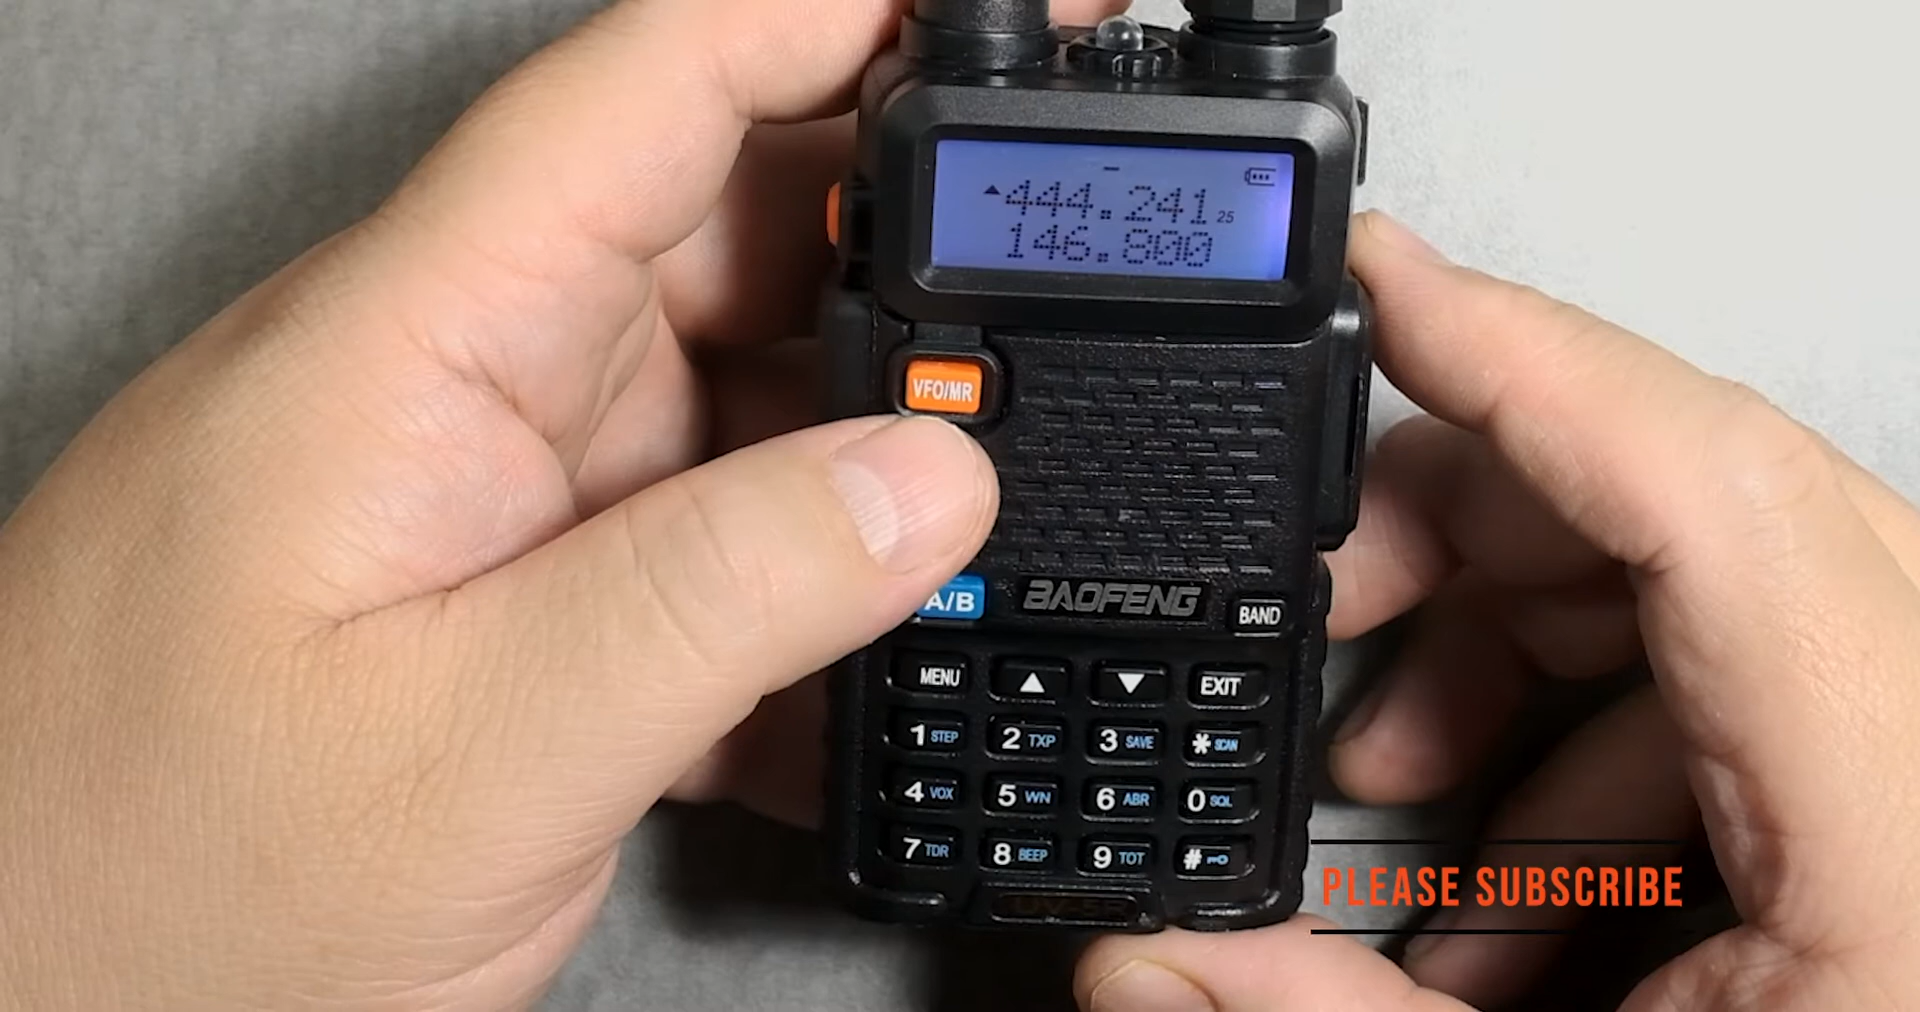 444.241 25
146.800
VFO/MR
A/B
BAOFENG
BAND
MENU ▲ ▼ EXIT
1 STEP 2 TXP 3 SAVE * SCAN
4 VOX 5 WN 6 ABR 0 SQL
7 TDR 8 BEEP 9 TOT #
PLEASE SUBSCRIBE